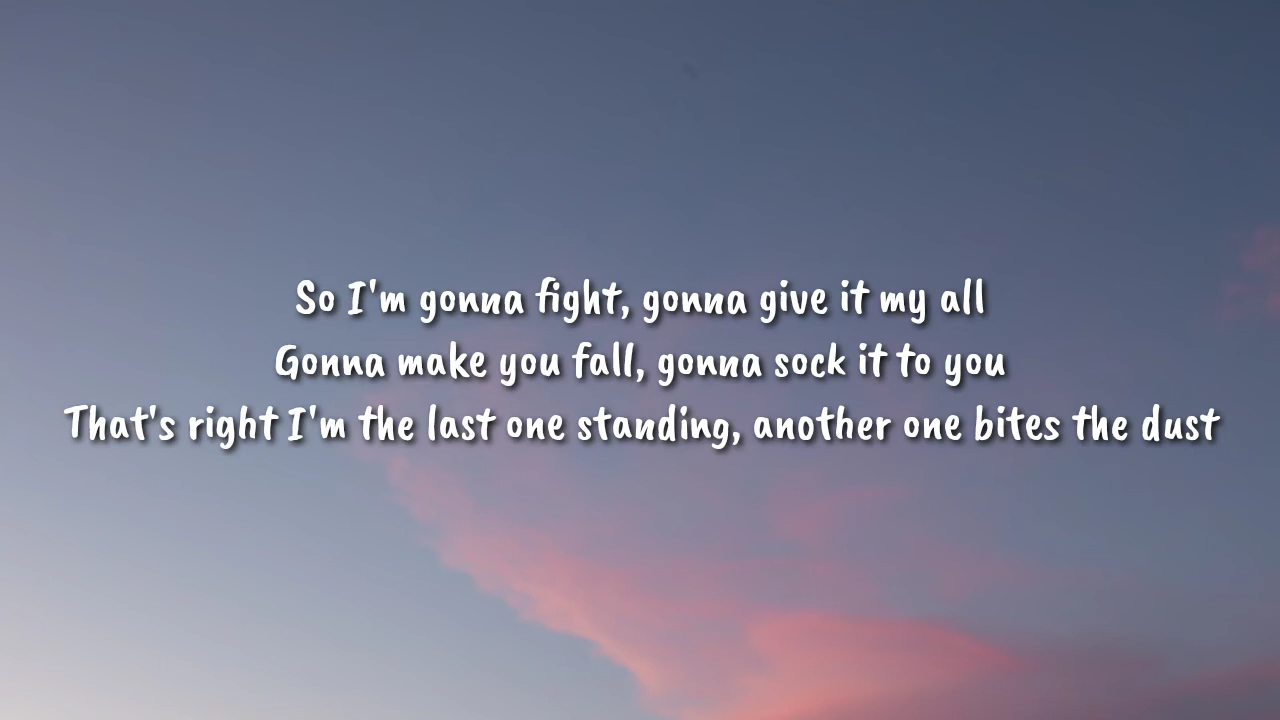 So I'm gonna fight, gonna give it my all
Gonna make you fall, gonna sock it to you
That's right I'm the last one standing, another one bites the dust